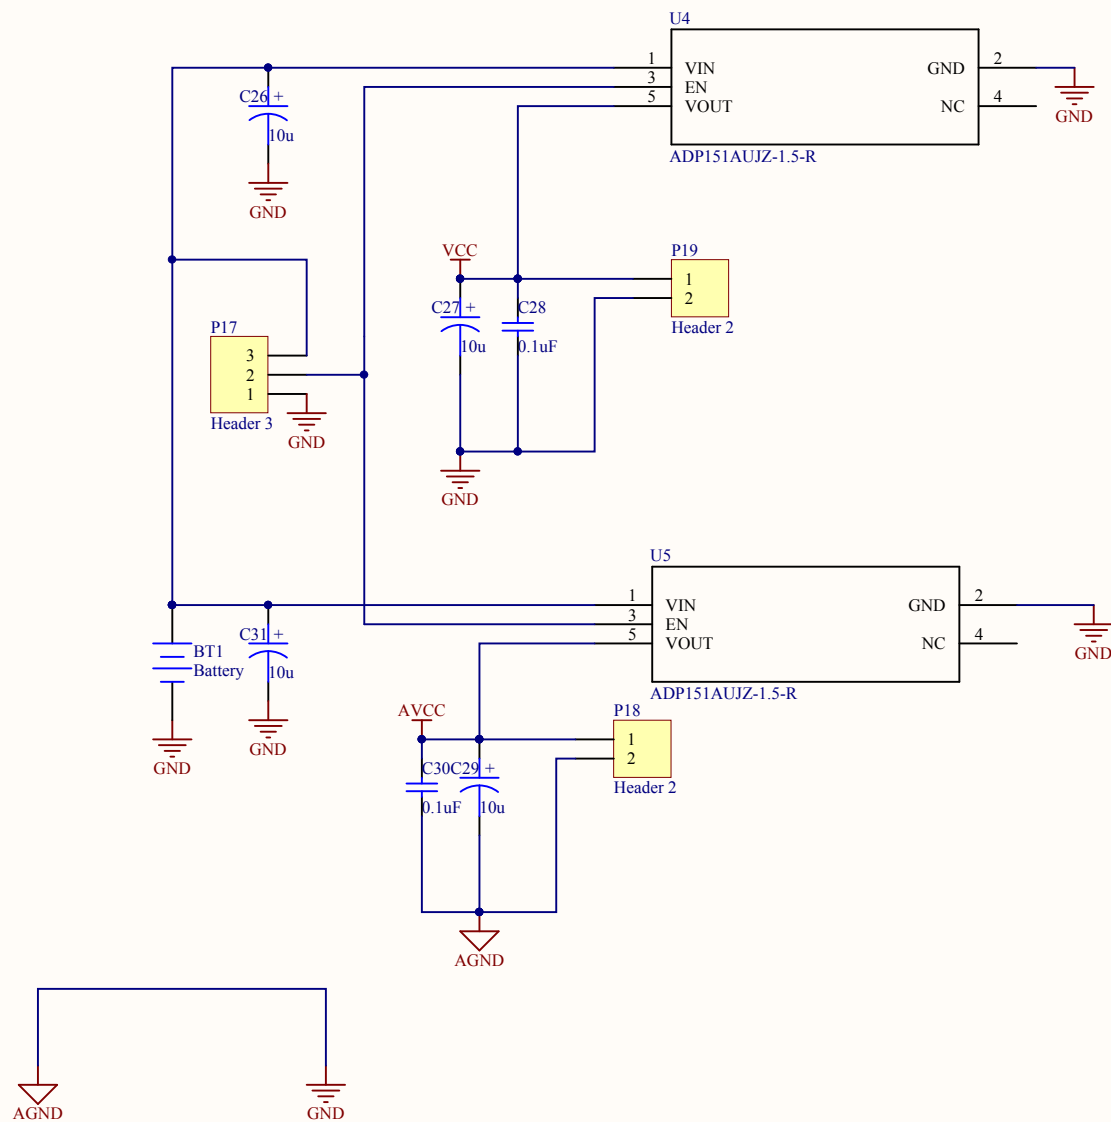 U4
1 VIN GND 2
3 EN
5 VOUT NC 4
GND
ADP151AUJZ-1.5-R
C26 +
10u
GND
VCC
P19
1
2
Header 2
C27 +
10u
C28
0.1uF
GND
P17
3
2
1
Header 3
GND
U5
1 VIN GND 2
3 EN
5 VOUT NC 4
GND
ADP151AUJZ-1.5-R
BT1
Battery
GND
C31 +
10u
GND
AVCC
P18
1
2
Header 2
C30
0.1uF
C29 +
10u
AGND
AGND
GND